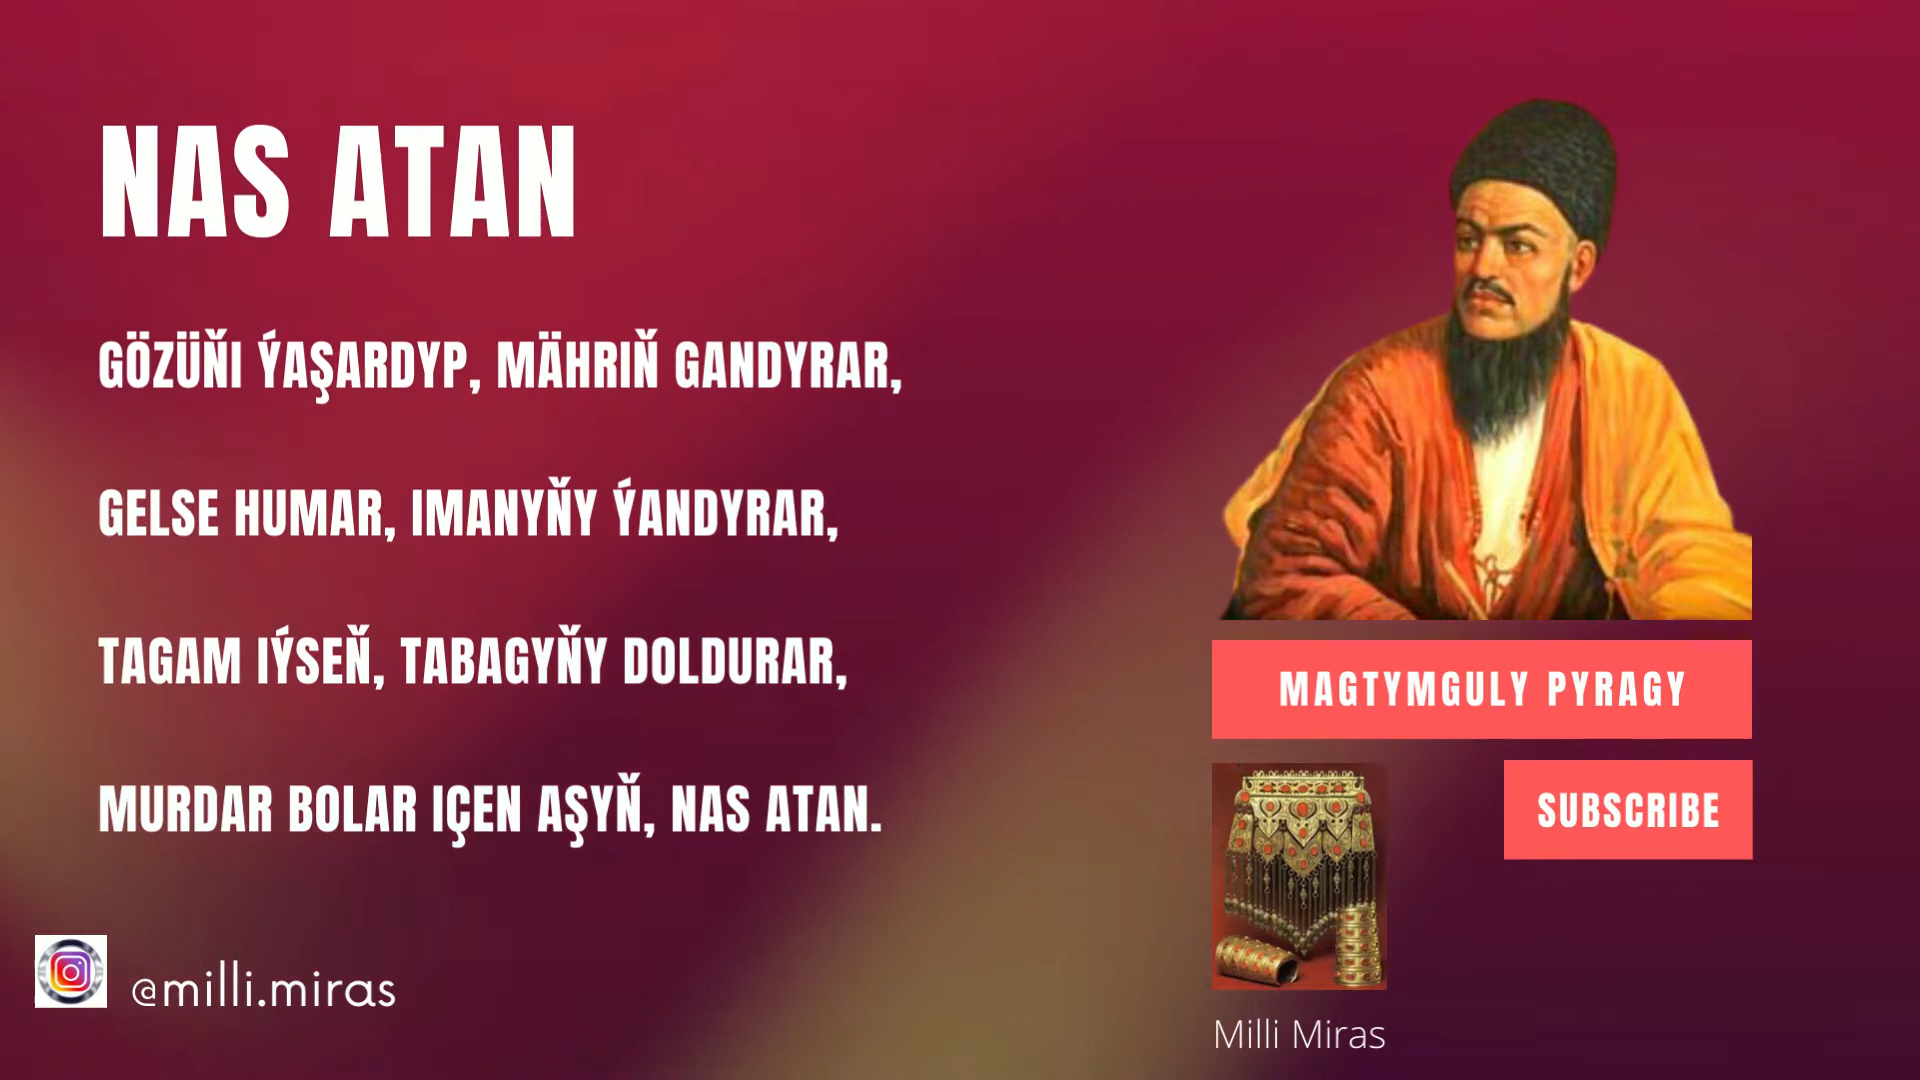 NAS ATAN
GÖZÜŇI ÝAŞARDYP, MÄHRIŇ GANDYRAR,
GELSE HUMAR, IMANYŇY ÝANDYRAR,
TAGAM IÝSEŇ, TABAGYŇY DOLDURAR,
MURDAR BOLAR IÇEN AŞYŇ, NAS ATAN.
@milli.miras
MAGTYMGULY PYRAGY
SUBSCRIBE
Milli Miras